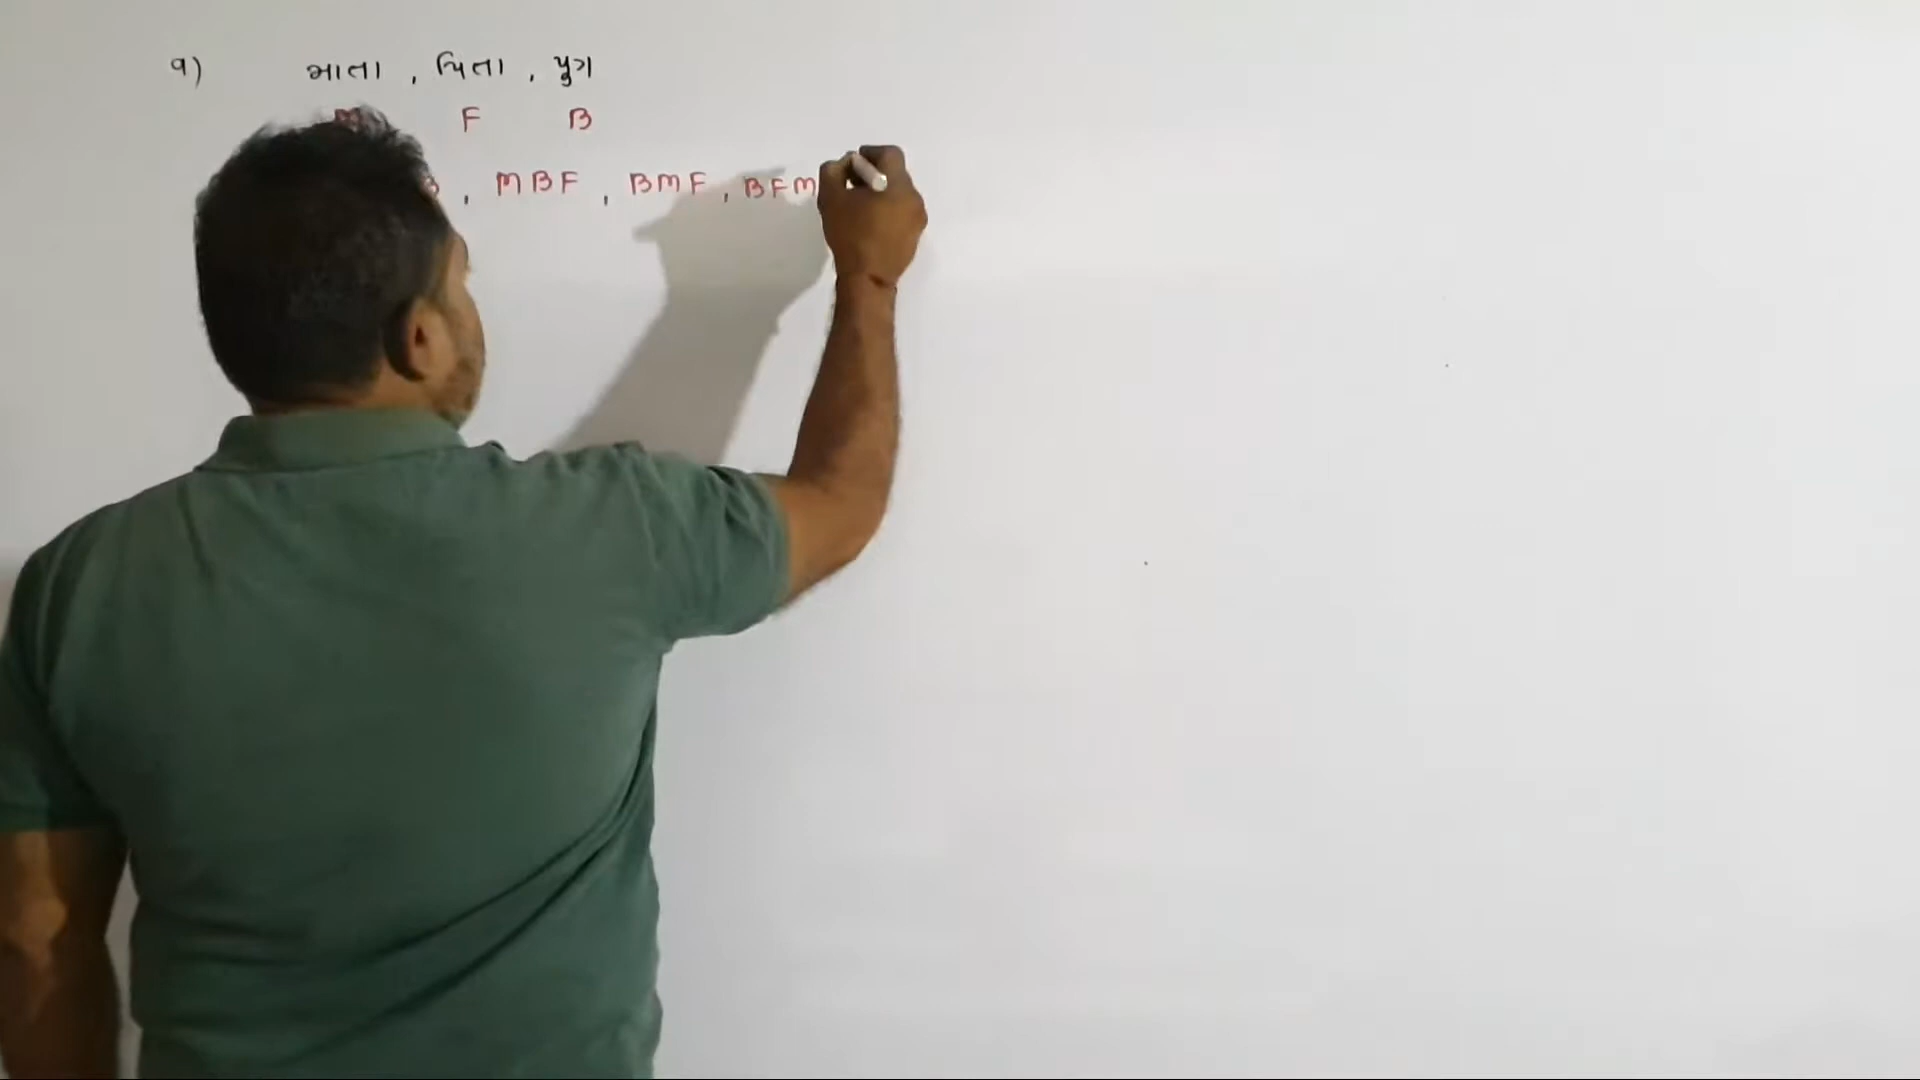 ૧) માતા , પિતા , પુત્ર
M F B
B , MBF , BMF , BFM